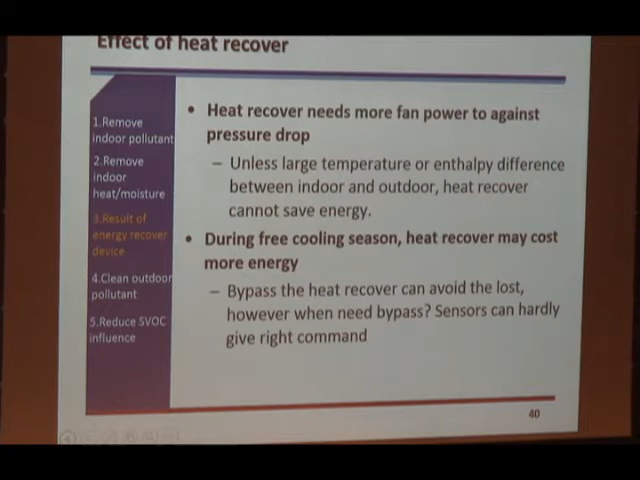 Effect of heat recover
1.Remove
indoor pollutant
2.Remove
indoor
heat/moisture
3.Result of
energy recover
device
4.Clean outdoor
pollutant
5.Reduce SVOC
influence
• Heat recover needs more fan power to against
pressure drop
– Unless large temperature or enthalpy difference
between indoor and outdoor, heat recover
cannot save energy.
• During free cooling season, heat recover may cost
more energy
– Bypass the heat recover can avoid the lost,
however when need bypass? Sensors can hardly
give right command
40